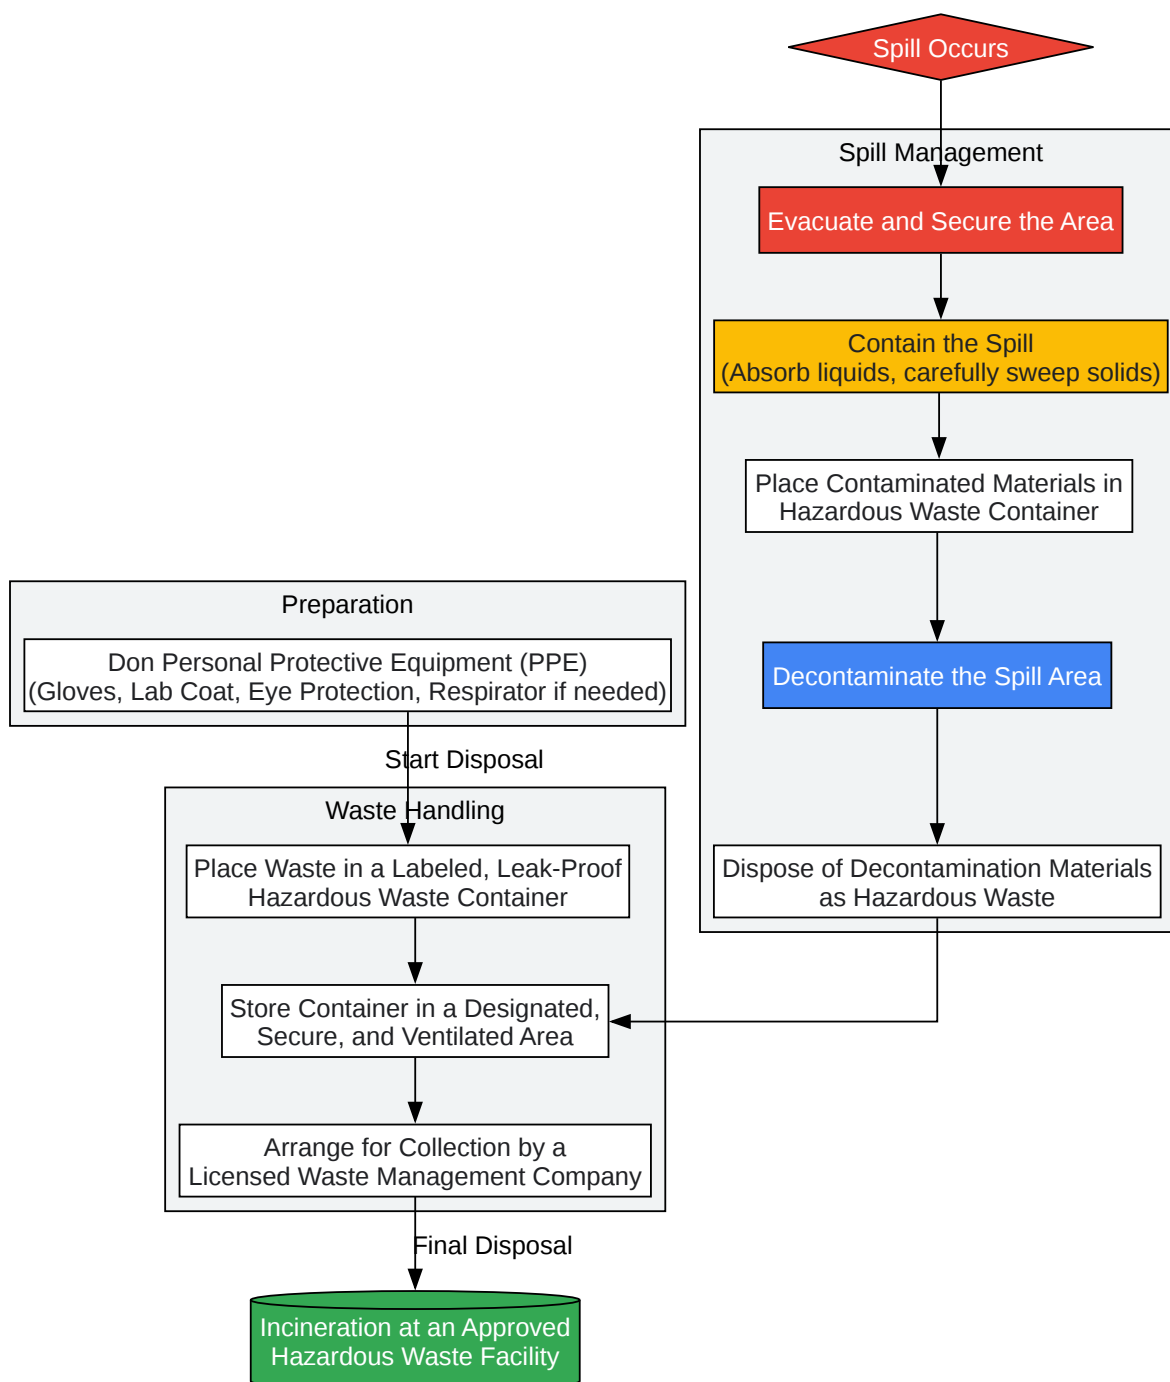 Spill Occurs
Spill Management
Evacuate and Secure the Area
Contain the Spill
(Absorb liquids, carefully sweep solids)
Place Contaminated Materials in
Hazardous Waste Container
Decontaminate the Spill Area
Dispose of Decontamination Materials
as Hazardous Waste
Preparation
Don Personal Protective Equipment (PPE)
(Gloves, Lab Coat, Eye Protection, Respirator if needed)
Start Disposal
Waste Handling
Place Waste in a Labeled, Leak-Proof
Hazardous Waste Container
Store Container in a Designated,
Secure, and Ventilated Area
Arrange for Collection by a
Licensed Waste Management Company
Final Disposal
Incineration at an Approved
Hazardous Waste Facility